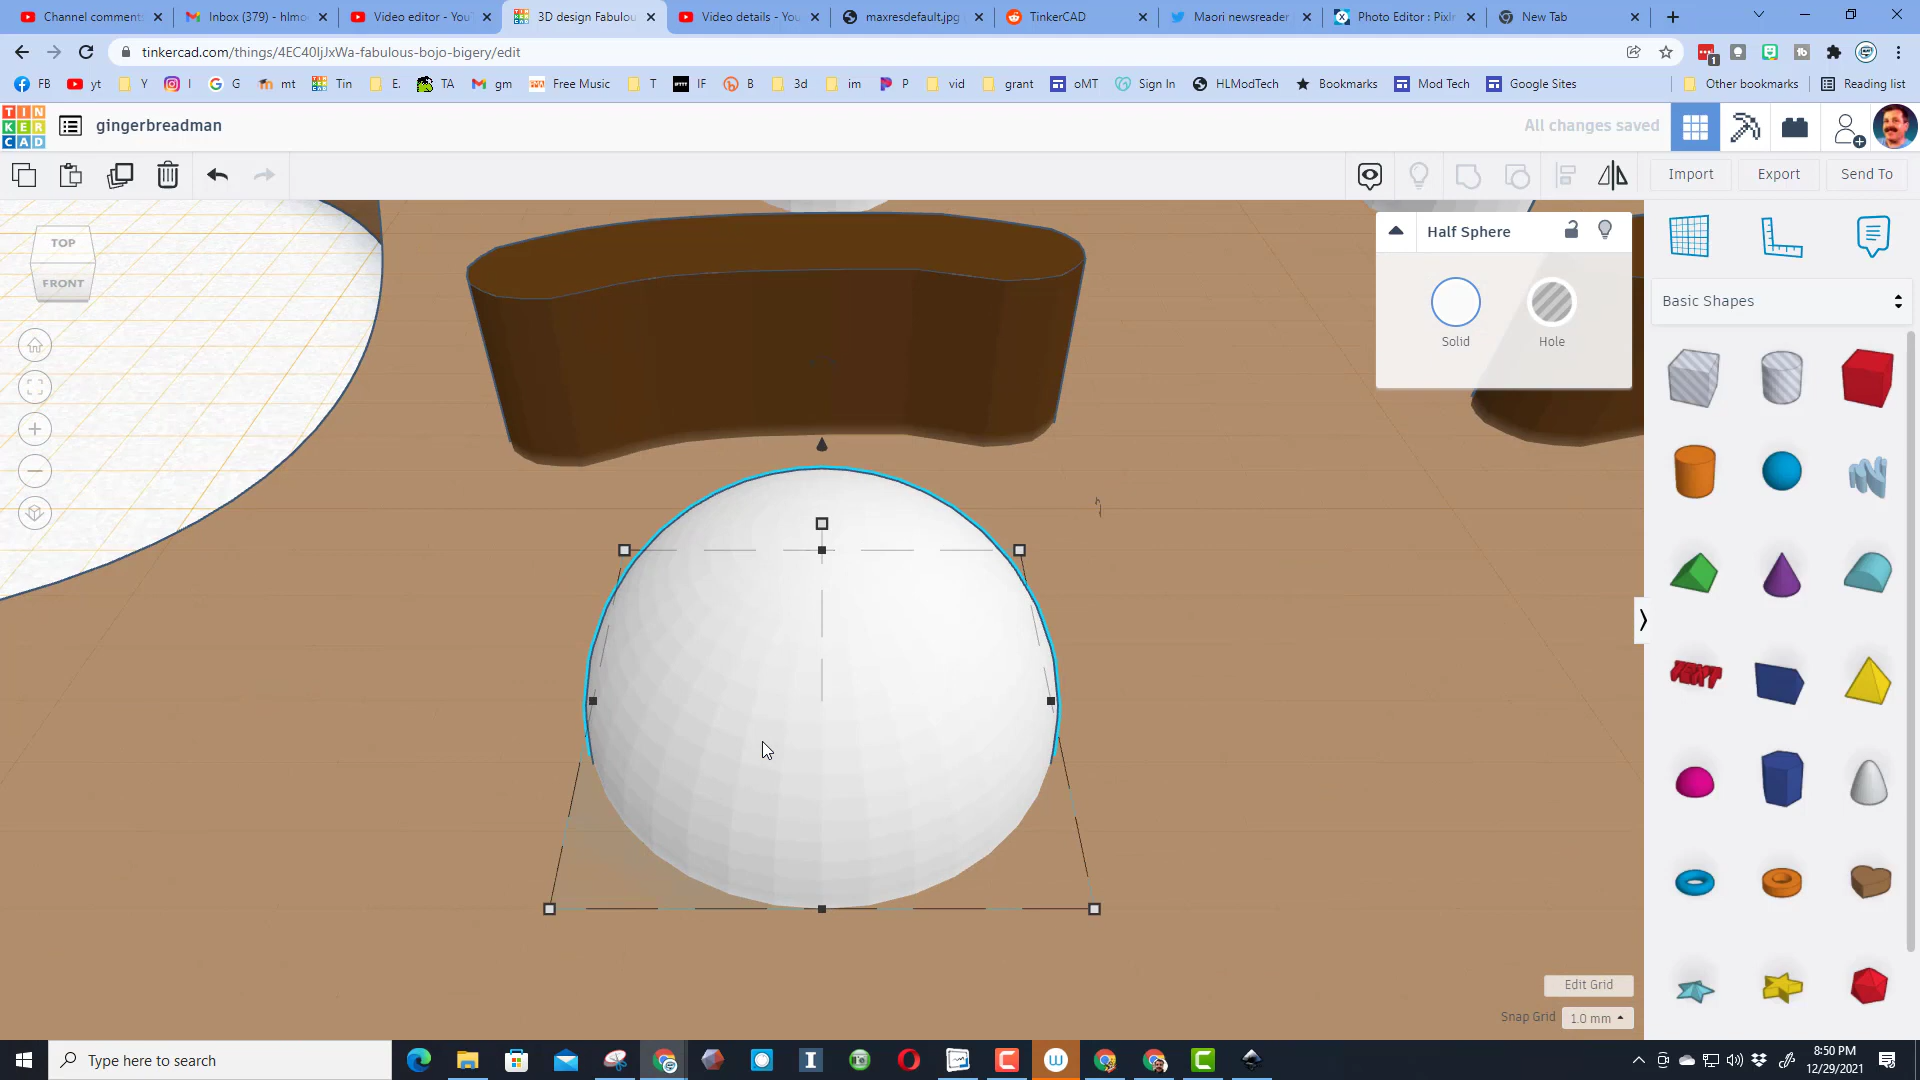 Channel comments
Inbox (379) - hlmo
Video editor - YouT
3D design Fabulou
Video details - You
maxresdefault.jpg
TinkerCAD
Maori newsreader
Photo Editor : Pixlr
New Tab
tinkercad.com/things/4EC40ljJxWa-fabulous-bojo-bigery/edit
FB
yt
Y
I
G
mt
Tin
E.
TA
gm
Free Music
T
IF
B
3d
im
P
vid
grant
oMT
Sign In
HLModTech
Bookmarks
Mod Tech
Google Sites
Other bookmarks
Reading list
TIN
KER
CAD
gingerbreadman
All changes saved
Import
Export
Send To
TOP
FRONT
Half Sphere
Solid
Hole
Basic Shapes
TEXT
Edit Grid
Snap Grid
1.0 mm
Type here to search
8:50 PM
12/29/2021